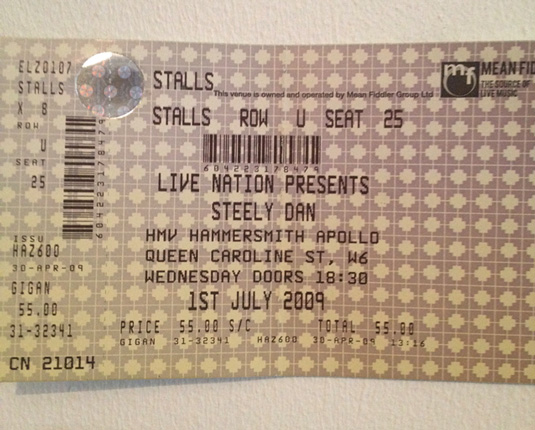 ELZ0107
STALLS
X 8
ROW
U
SEAT
25
ISSU
HAZ600
30-APR-09
GIGAN
55.00
31-32341
CN 21014
604223178479
STALLS
This venue is owned and operated by Mean Fiddler Group Ltd
mf
MEAN FID
THE SOURCE OF
LIVE MUSIC
STALLS ROW U SEAT 25
604223178479
LIVE NATION PRESENTS
STEELY DAN
HMV HAMMERSMITH APOLLO
QUEEN CAROLINE ST, W6
WEDNESDAY DOORS 18:30
1ST JULY 2009
PRICE 55.00 S/C TOTAL 55.00
GIGAN 31-32341 HAZ600 30-APR-09 13:16